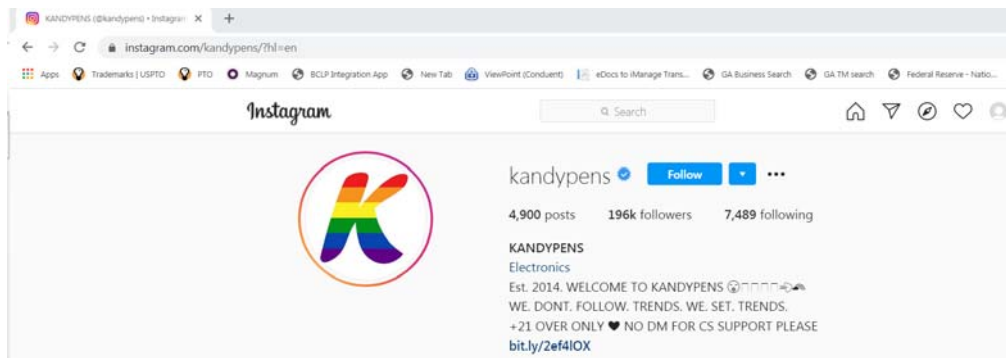 KANDYPENS (@kandypens) • Instagram
instagram.com/kandypens/?hl=en
Apps Trademarks | USPTO PTO Magnum BCLP Integration App New Tab ViewPoint (Conduent) eDocs to iManage Trans... GA Business Search GA TM search Federal Reserve - Natio...
Instagram
Search
K
kandypens Follow
4,900 posts 196k followers 7,489 following
KANDYPENS
Electronics
Est. 2014. WELCOME TO KANDYPENS
WE. DONT. FOLLOW. TRENDS. WE. SET. TRENDS.
+21 OVER ONLY 🖤 NO DM FOR CS SUPPORT PLEASE
bit.ly/2ef4lOX